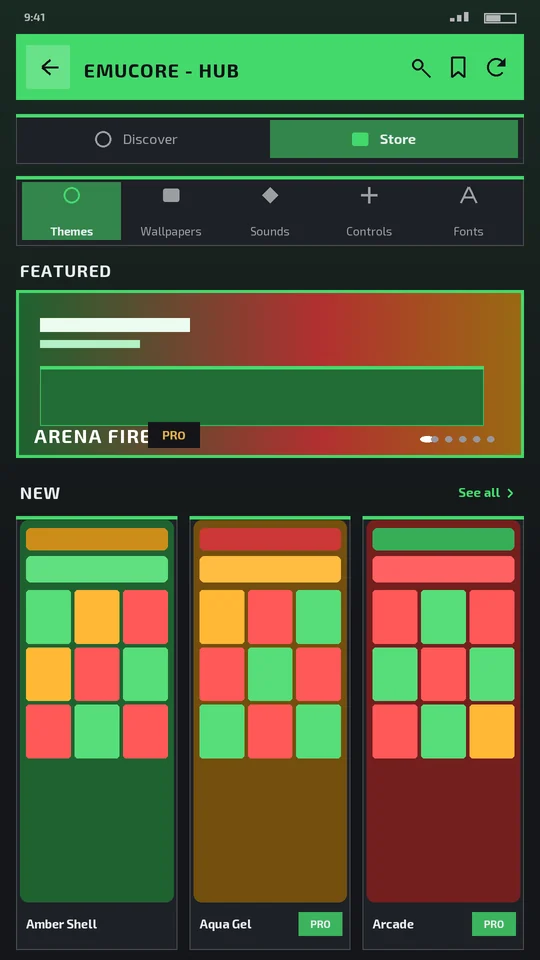 9:41
EMUCORE - HUB
Discover
Store
Themes
Wallpapers
Sounds
Controls
Fonts
FEATURED
ARENA FIRE
PRO
NEW
See all
Amber Shell
Aqua Gel
PRO
Arcade
PRO